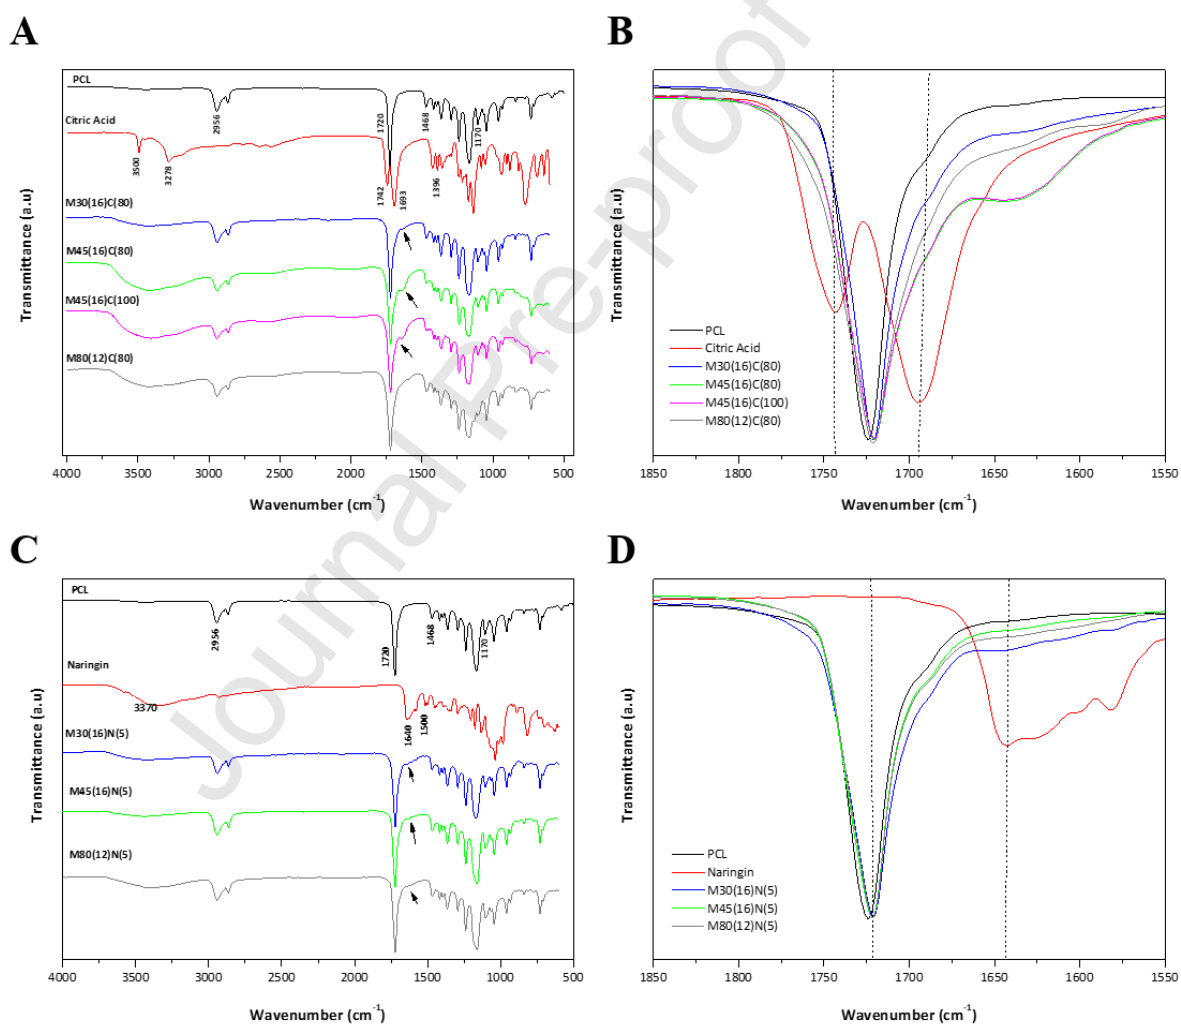 A
PCL
Citric Acid
M30(16)C(80)
M45(16)C(80)
M45(16)C(100)
M80(12)C(80)
2956
1720
1468
1170
3500
3278
1742
1693
1396
4000 3500 3000 2500 2000 1500 1000 500
Wavenumber (cm-1)
Transmittance (a.u)
B
PCL
Citric Acid
M30(16)C(80)
M45(16)C(80)
M45(16)C(100)
M80(12)C(80)
1850 1800 1750 1700 1650 1600 1550
Wavenumber (cm-1)
Transmittance (a.u)
C
PCL
Naringin
M30(16)N(5)
M45(16)N(5)
M80(12)N(5)
2956
1720
1468
1170
3370
1640
1500
4000 3500 3000 2500 2000 1500 1000 500
Wavenumber (cm-1)
Transmittance (a.u)
D
PCL
Naringin
M30(16)N(5)
M45(16)N(5)
M80(12)N(5)
1850 1800 1750 1700 1650 1600 1550
Wavenumber (cm-1)
Transmittance (a.u)
Journal Pre-proof